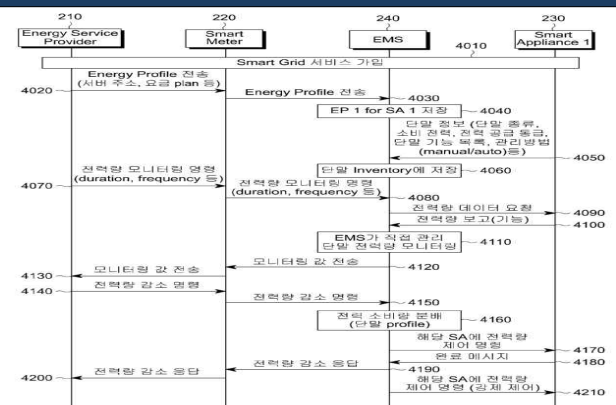 210
220
240
230
Energy Service
Provider
Smart
Meter
EMS
Smart
Appliance 1
4010
Smart Grid 서비스 가입
Energy Profile 전송
(서버 주소, 요금 plan 등)
4020
Energy Profile 전송
4030
EP 1 for SA 1 저장
4040
단말 정보 (단말 종류,
소비 전력, 전력 공급 등급,
단말 기능 목록, 관리방법
(manual/auto)등)
4050
단말 Inventory에 저장
4060
전력량 모니터링 명령
(duration, frequency 등)
4070
전력량 모니터링 명령
(duration, frequency 등)
4080
전력량 데이터 요청
4090
전력량 보고(기능)
4100
EMS가 직접 관리
단말 전력량 모니터링
4110
모니터링 값 전송
4120
모니터링 값 전송
4130
전력량 감소 명령
4140
전력량 감소 명령
4150
전력 소비량 분배
(단말 profile)
4160
해당 SA에 전력량
제어 명령
4170
완료 메시지
4180
전력량 감소 응답
4190
전력량 감소 응답
4200
해당 SA에 전력량
제어 명령 (강제 제어)
4210